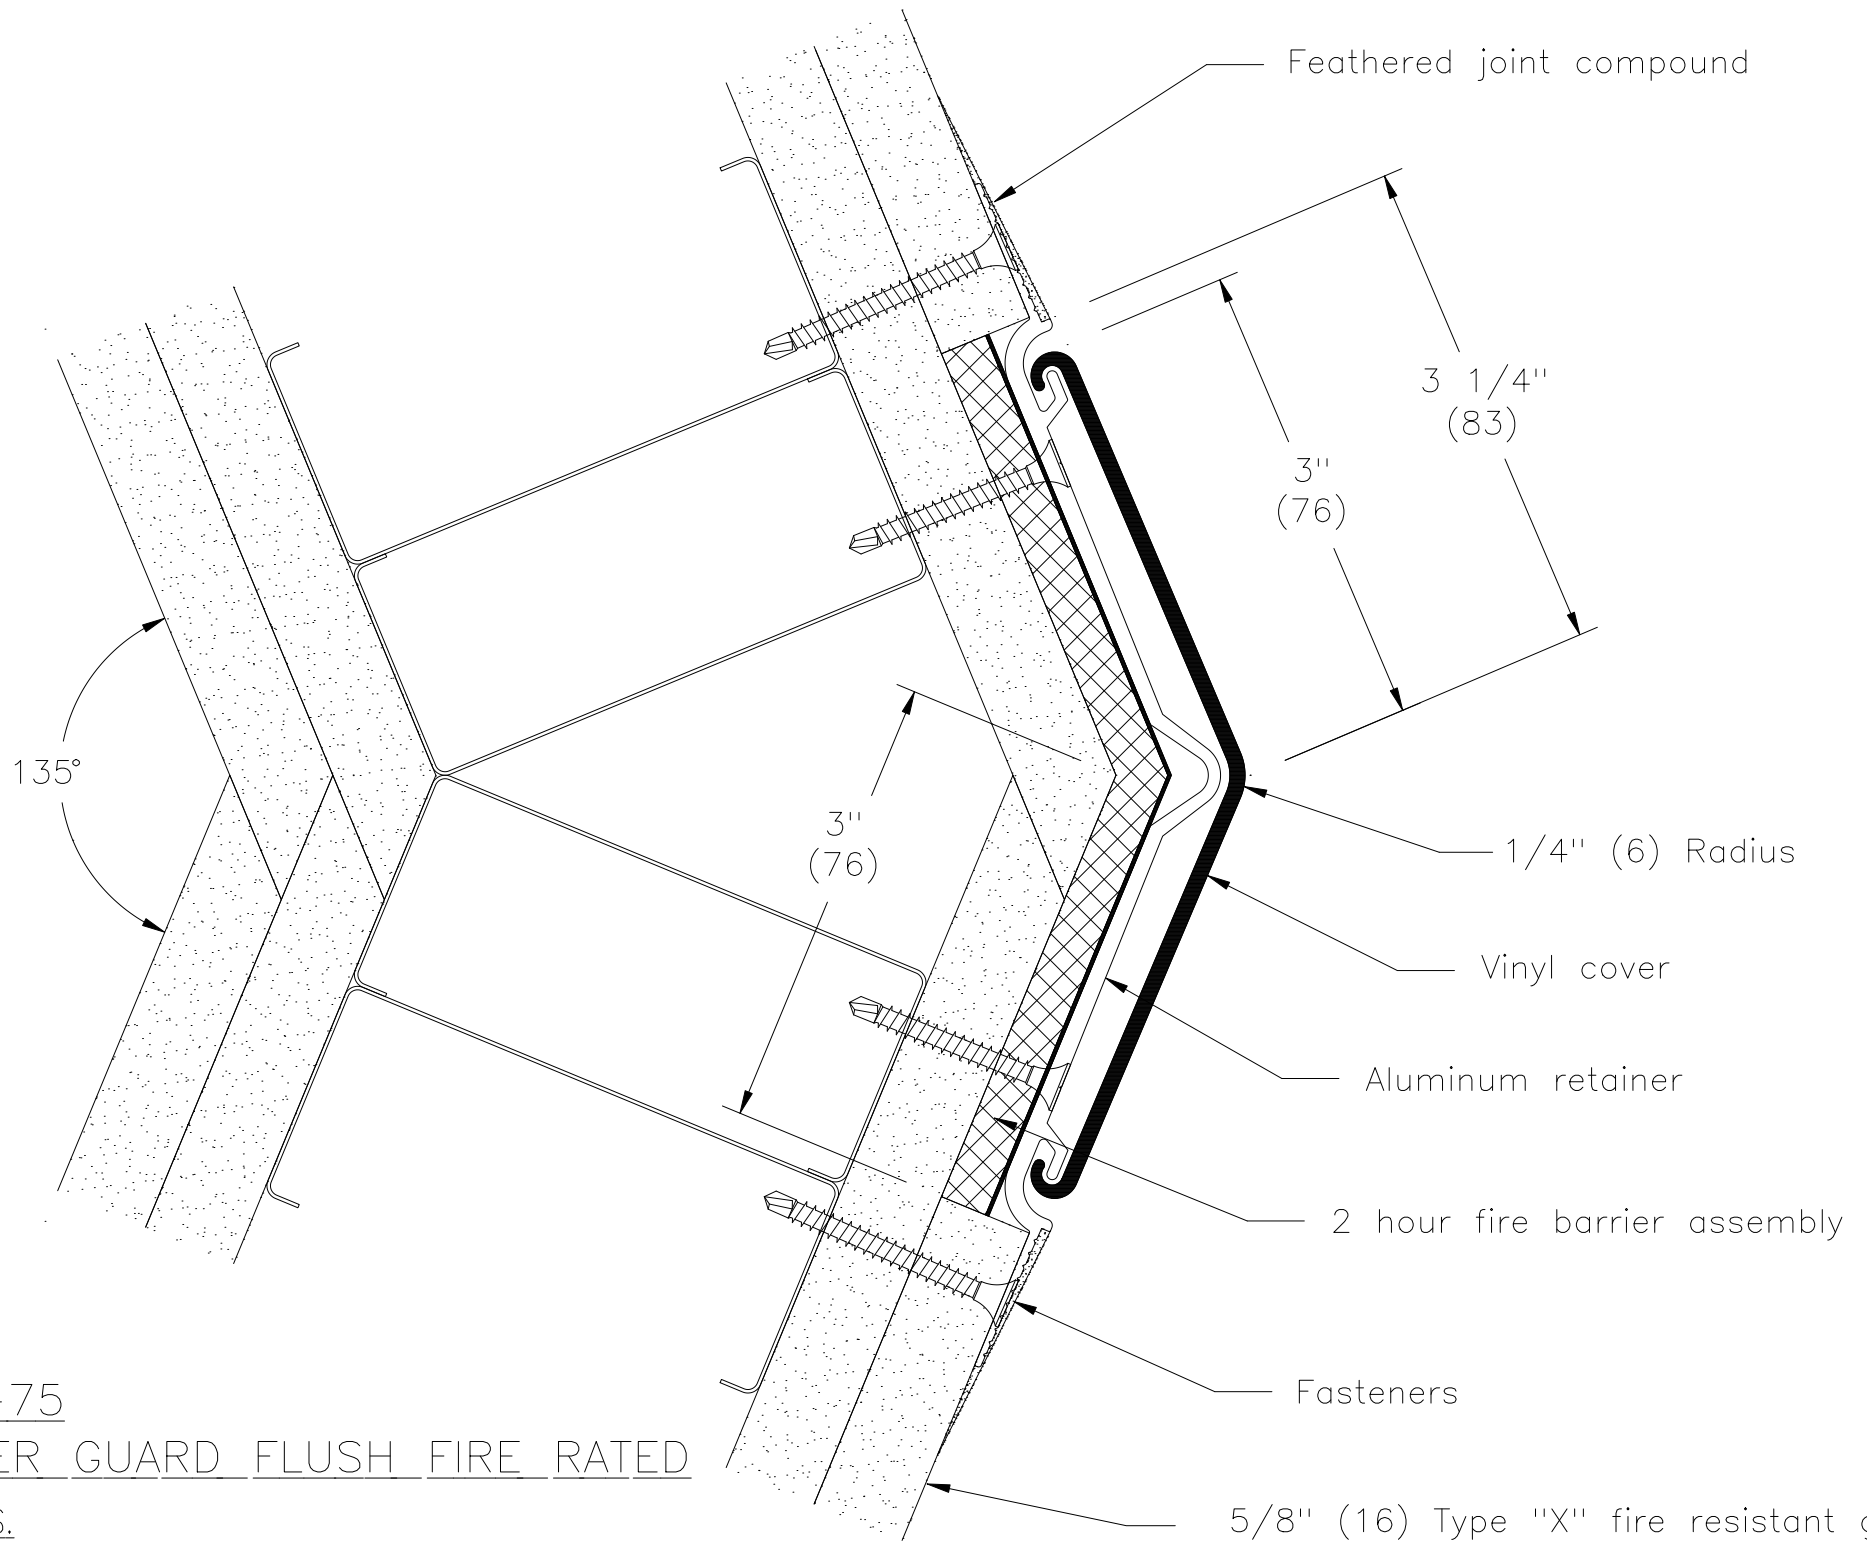 Feathered joint compound
3 1/4"
(83)
3"
(76)
135°
3"
(76)
1/4" (6) Radius
Vinyl cover
Aluminum retainer
2 hour fire barrier assembly
Fasteners
-75
GUARD FLUSH FIRE RATED
5/8" (16) Type "X" fire resistant